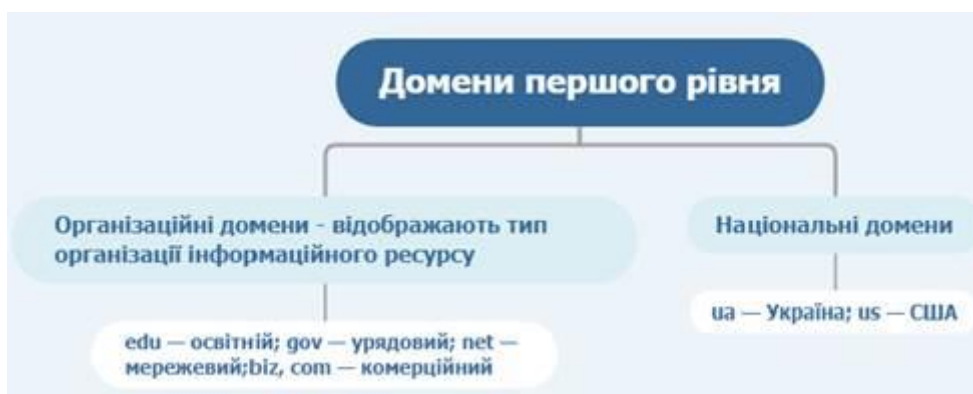 Домени першого рівня
Організаційні домени - відображають тип
організації інформаційного ресурсу
Національні домени
edu — освітній; gov — урядовий; net —
мережевий;biz, com — комерційний
ua — Україна; us — США